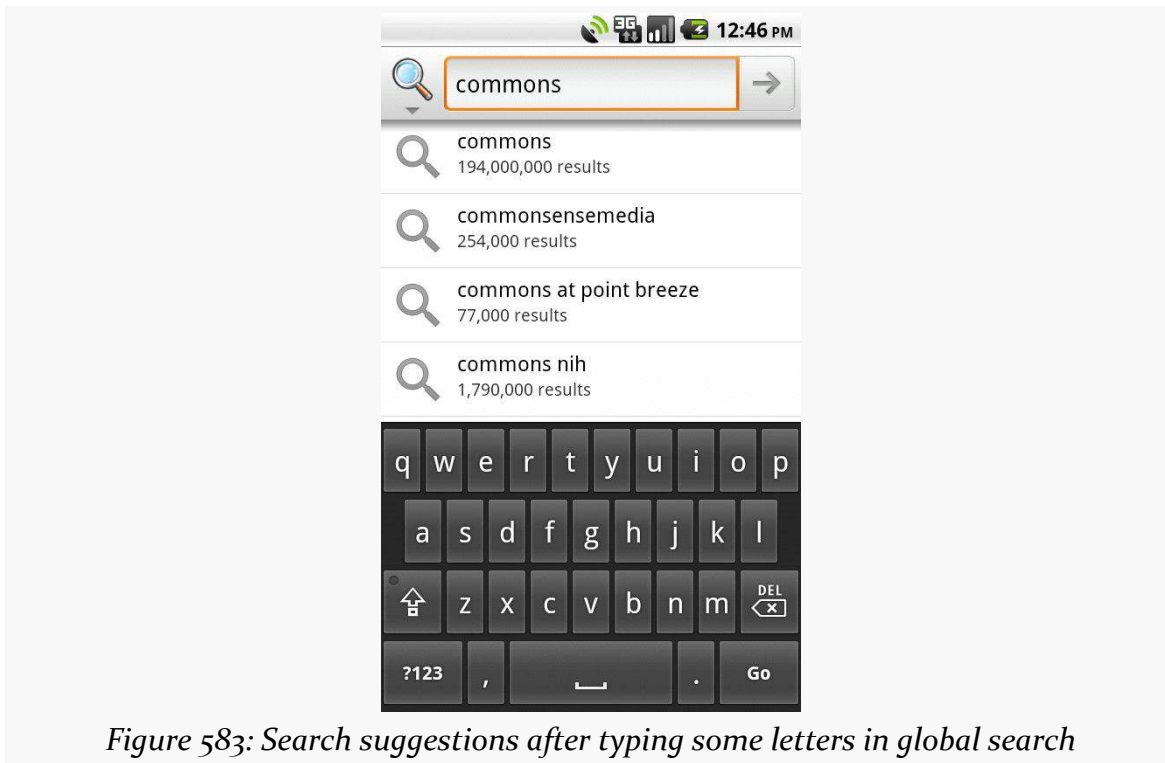 3G 12:46 PM
commons
commons
194,000,000 results
commonsensemedia
254,000 results
commons at point breeze
77,000 results
commons nih
1,790,000 results
q w e r t y u i o p
a s d f g h j k l
z x c v b n m DEL
?123 , . Go
Figure 583: Search suggestions after typing some letters in global search